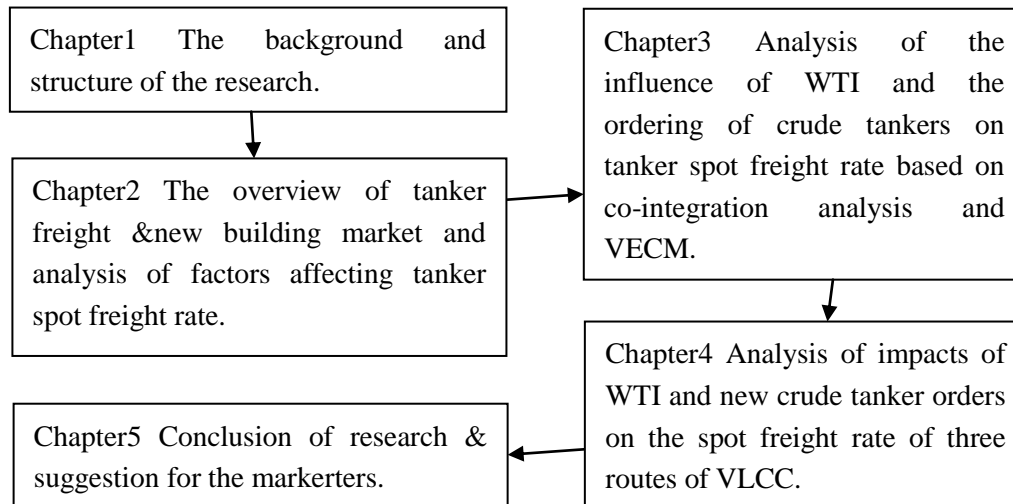 Chapter1 The background and
structure of the research.
Chapter2 The overview of tanker
freight &new building market and
analysis of factors affecting tanker
spot freight rate.
Chapter3 Analysis of the
influence of WTI and the
ordering of crude tankers on
tanker spot freight rate based on
co-integration analysis and
VECM.
Chapter4 Analysis of impacts of
WTI and new crude tanker orders
on the spot freight rate of three
routes of VLCC.
Chapter5 Conclusion of research &
suggestion for the markerters.